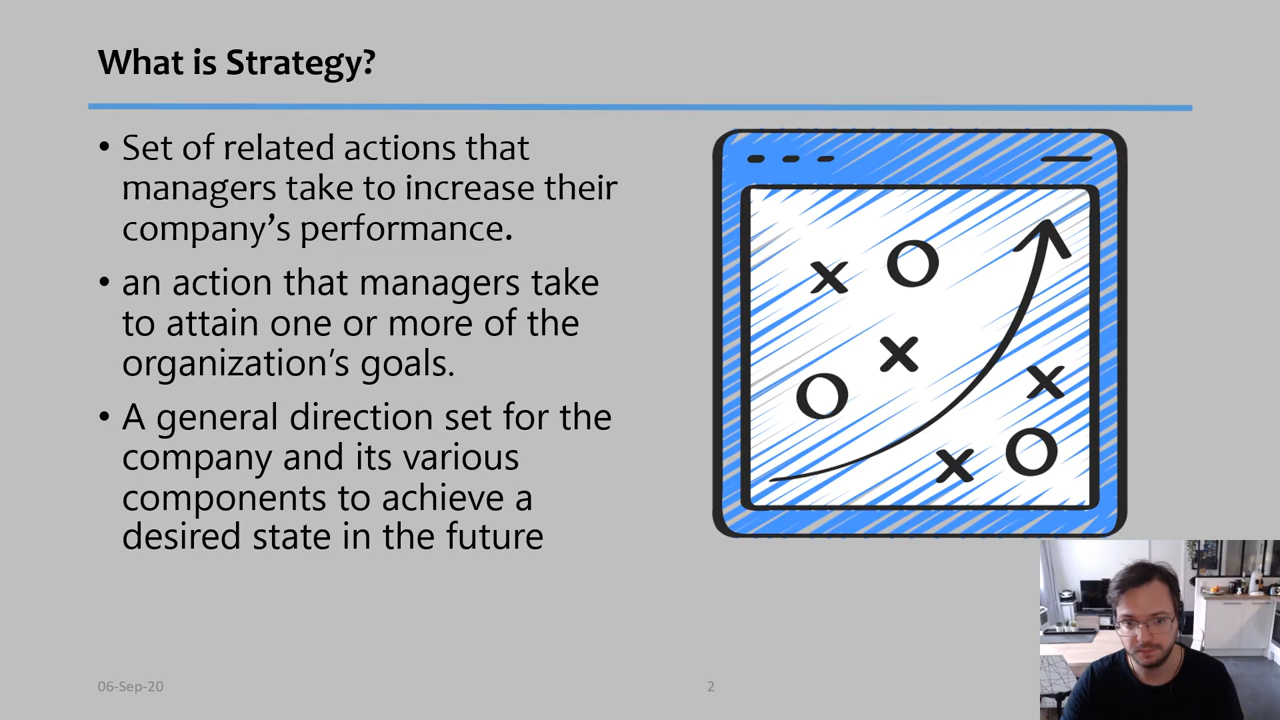 What is Strategy?
• Set of related actions that
managers take to increase their
company’s performance.
• an action that managers take
to attain one or more of the
organization’s goals.
• A general direction set for the
company and its various
components to achieve a
desired state in the future
X O
X
O X
X O
06-Sep-20
2